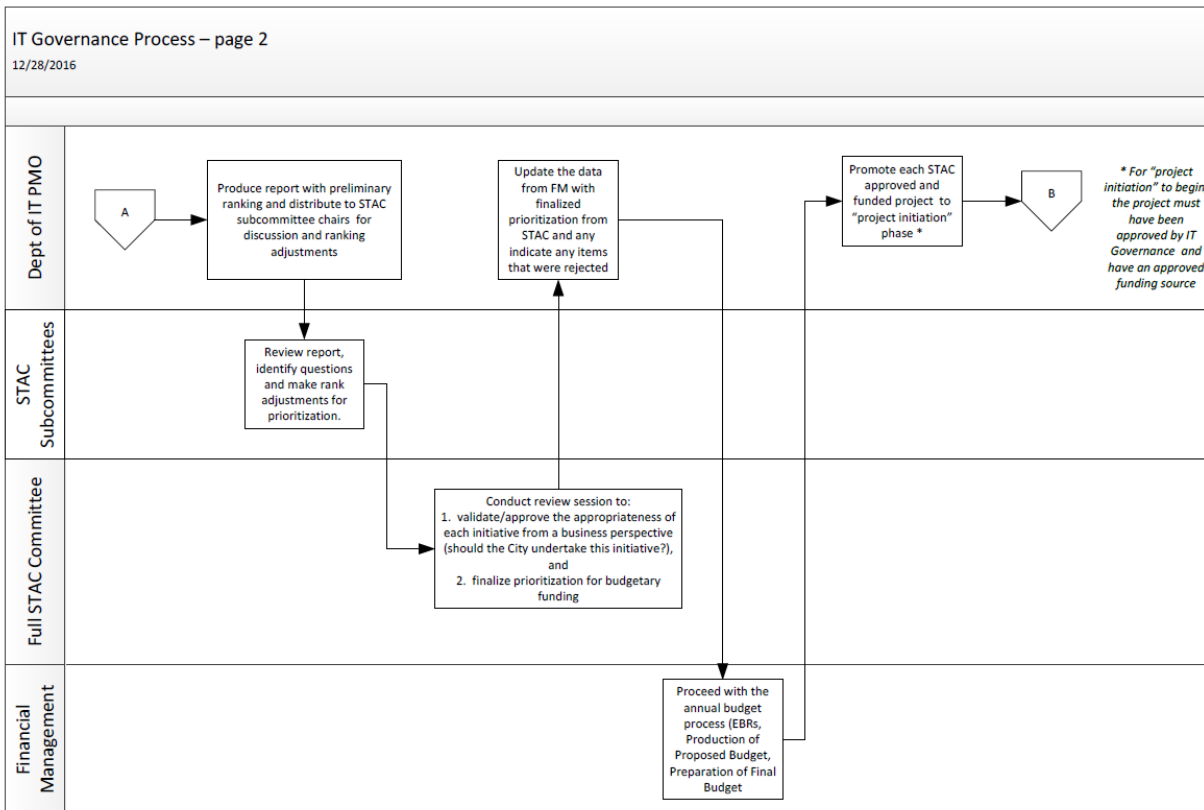 IT Governance Process – page 2
12/28/2016
Dept of IT PMO
A
Produce report with preliminary
ranking and distribute to STAC
subcommittee chairs for
discussion and ranking
adjustments
Update the data
from FM with
finalized
prioritization from
STAC and any
indicate any items
that were rejected
Promote each STAC
approved and
funded project to
"project initiation"
phase *
B
* For "project
initiation" to begin
the project must
have been
approved by IT
Governance and
have an approved
funding source
STAC
Subcommittees
Review report,
identify questions
and make rank
adjustments for
prioritization.
Full STAC Committee
Conduct review session to:
1. validate/approve the appropriateness of
each initiative from a business perspective
(should the City undertake this initiative?),
and
2. finalize prioritization for budgetary
funding
Financial
Management
Proceed with the
annual budget
process (EBRs,
Production of
Proposed Budget,
Preparation of Final
Budget